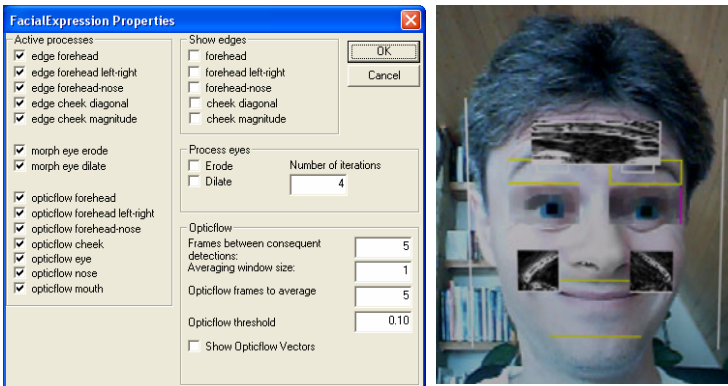 FacialExpression Properties
Active processes
edge forehead
edge forehead left-right
edge forehead-nose
edge cheek diagonal
edge cheek magnitude
morph eye erode
morph eye dilate
opticflow forehead
opticflow forehead left-right
opticflow forehead-nose
opticflow cheek
opticflow eye
opticflow nose
opticflow mouth
Show edges
forehead
forehead left-right
forehead-nose
cheek diagonal
cheek magnitude
OK
Cancel
Process eyes
Erode
Dilate
Number of iterations
4
Opticflow
Frames between consequent
detections:
5
Averaging window size:
1
Opticflow frames to average
5
Opticflow threshold
0.10
Show Opticflow Vectors